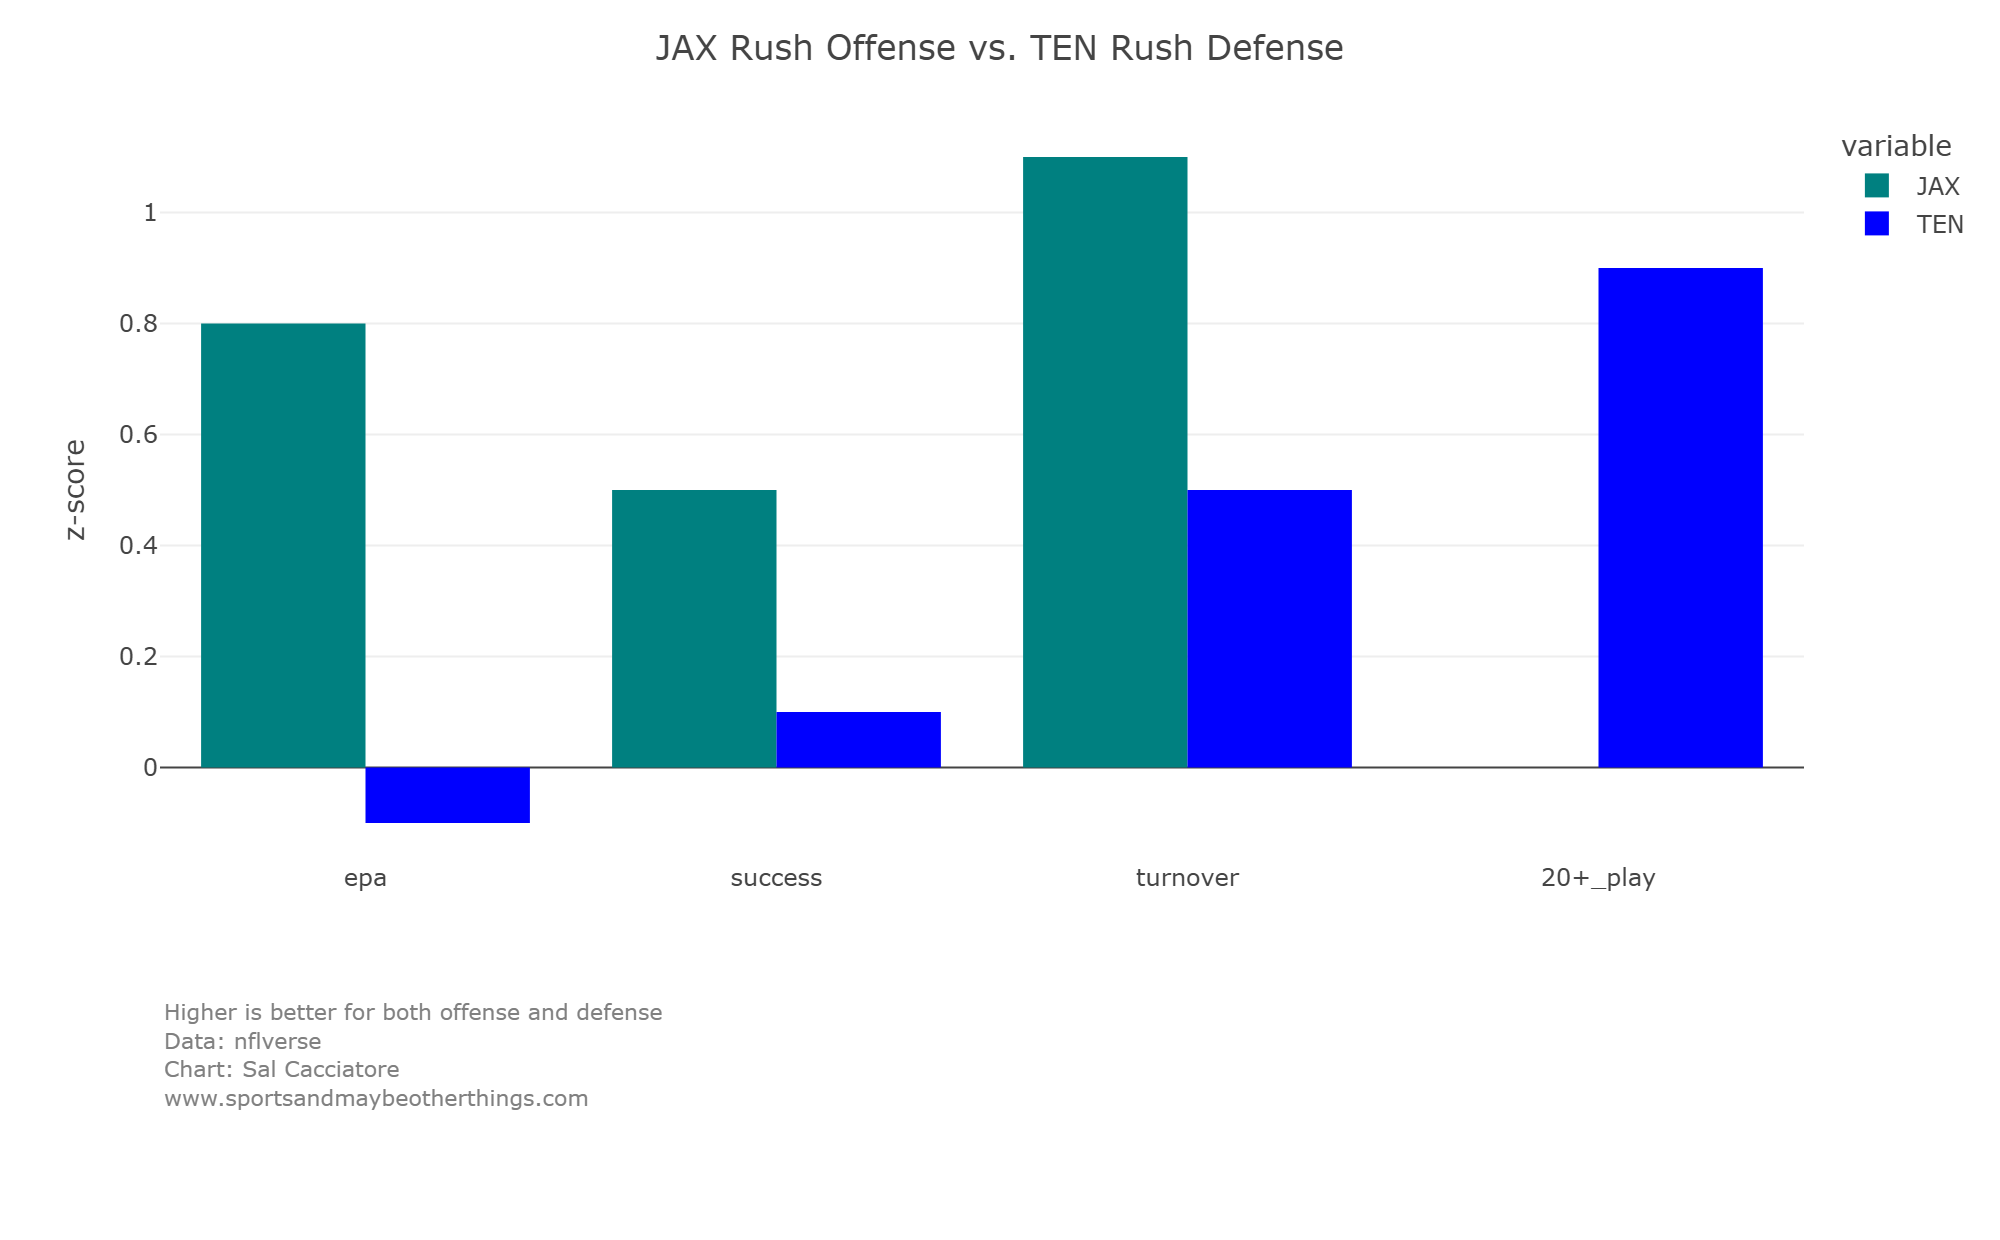 JAX Rush Offense vs. TEN Rush Defense
variable
JAX
TEN
z-score
1
0.8
0.6
0.4
0.2
0
epa
success
turnover
20+_play
Higher is better for both offense and defense
Data: nflverse
Chart: Sal Cacciatore
www.sportsandmaybeotherthings.com